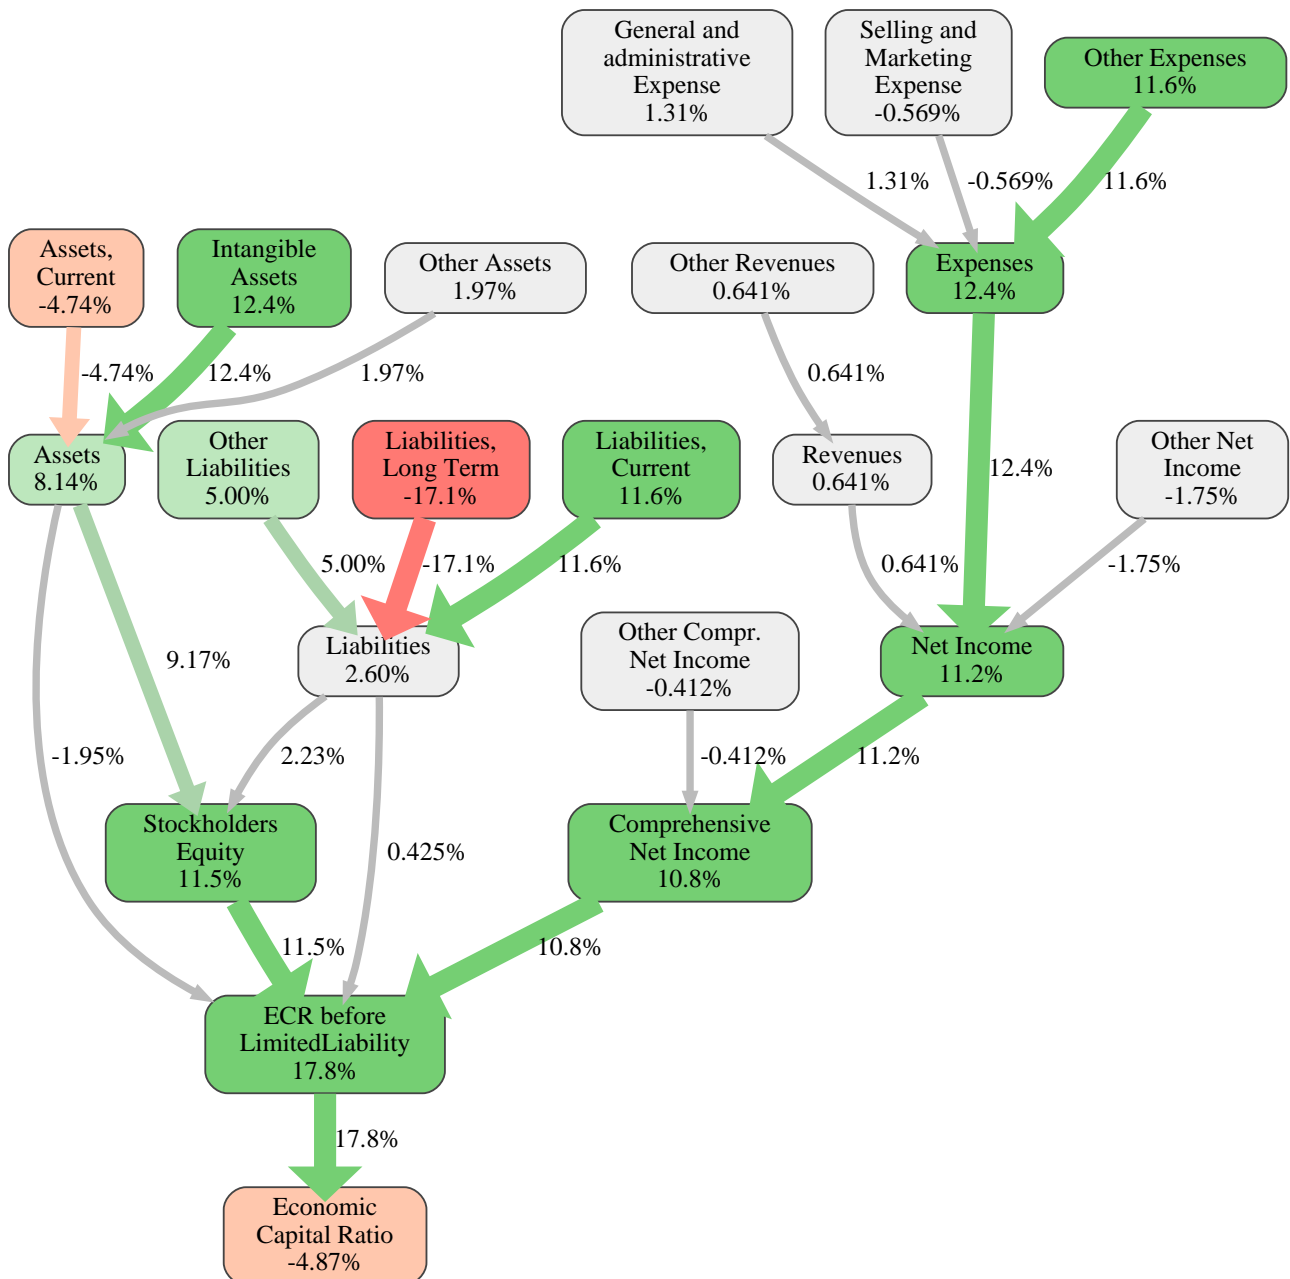 General and
administrative
Expense
1.31%
Selling and
Marketing
Expense
-0.569%
Other Expenses
11.6%
1.31%
-0.569%
11.6%
Assets,
Current
-4.74%
Intangible
Assets
12.4%
Other Assets
1.97%
Other Revenues
0.641%
Expenses
12.4%
-4.74%
12.4%
1.97%
0.641%
12.4%
Assets
8.14%
Other
Liabilities
5.00%
Liabilities,
Long Term
-17.1%
Liabilities,
Current
11.6%
Revenues
0.641%
Other Net
Income
-1.75%
5.00%
-17.1%
11.6%
0.641%
-1.75%
9.17%
Liabilities
2.60%
Other Compr.
Net Income
-0.412%
Net Income
11.2%
-1.95%
2.23%
-0.412%
11.2%
0.425%
Stockholders
Equity
11.5%
Comprehensive
Net Income
10.8%
11.5%
10.8%
ECR before
LimitedLiability
17.8%
17.8%
Economic
Capital Ratio
-4.87%